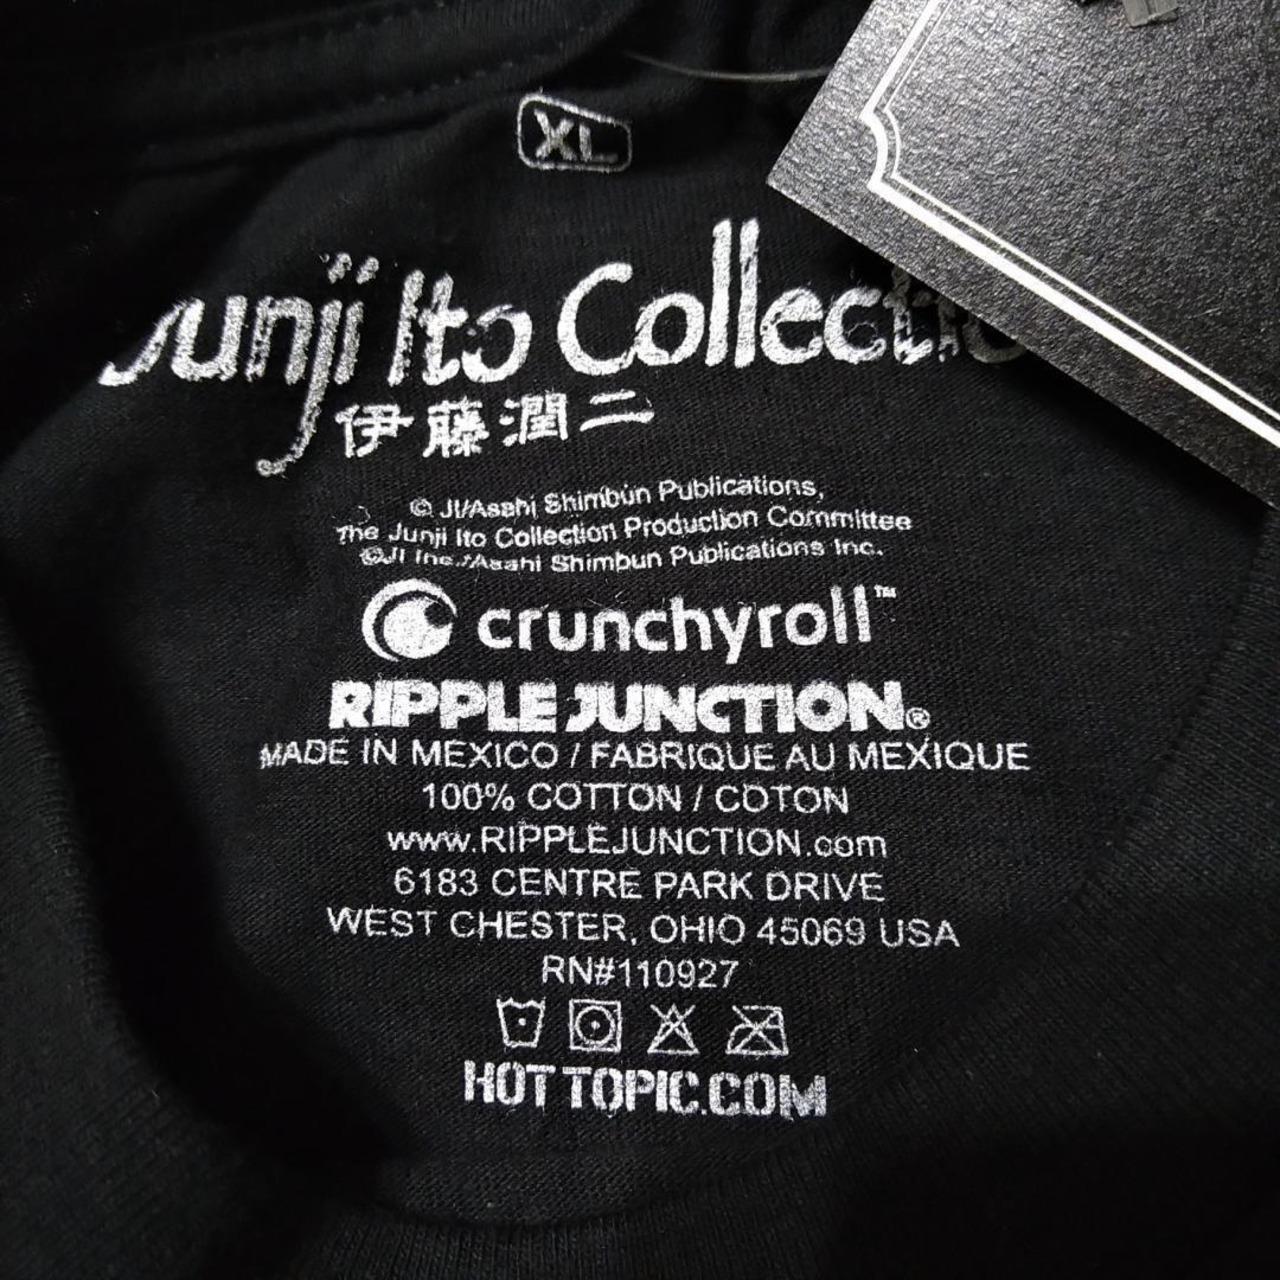 XL
Junji Ito Collectio
伊藤潤二
© JI/Asahi Shimbun Publications,
The Junji Ito Collection Production Committee
©JI Inc./Asahi Shimbun Publications Inc.
crunchyroll™
RIPPLE JUNCTION®
MADE IN MEXICO / FABRIQUE AU MEXIQUE
100% COTTON / COTON
www.RIPPLEJUNCTION.com
6183 CENTRE PARK DRIVE
WEST CHESTER, OHIO 45069 USA
RN#110927
HOT TOPIC.COM